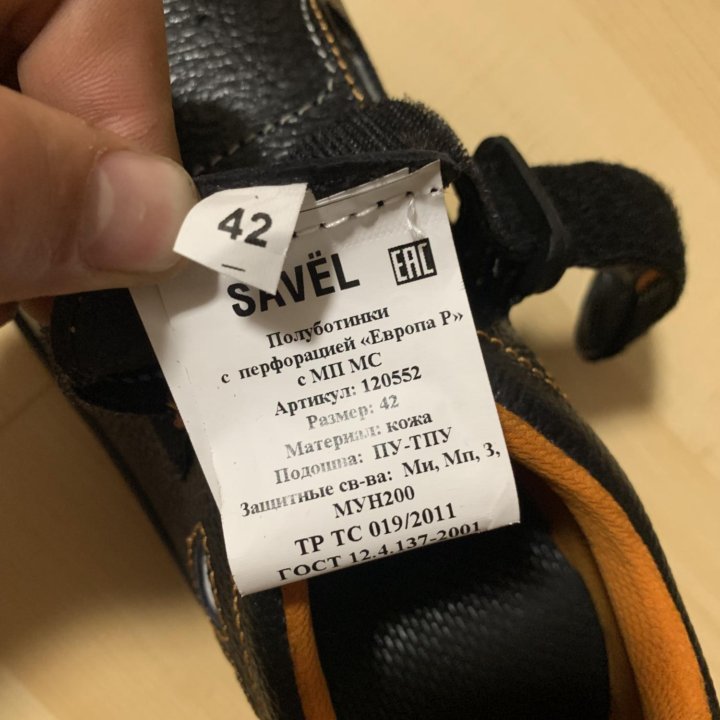 42
SAVËL EAC
Полуботинки
с перфорацией «Европа Р»
с МП МС
Артикул: 120552
Размер: 42
Материал: кожа
Подошва: ПУ-ТПУ
Защитные св-ва: Ми, Мп, З,
МУН200
ТР ТС 019/2011
ГОСТ 12.4.137-2001